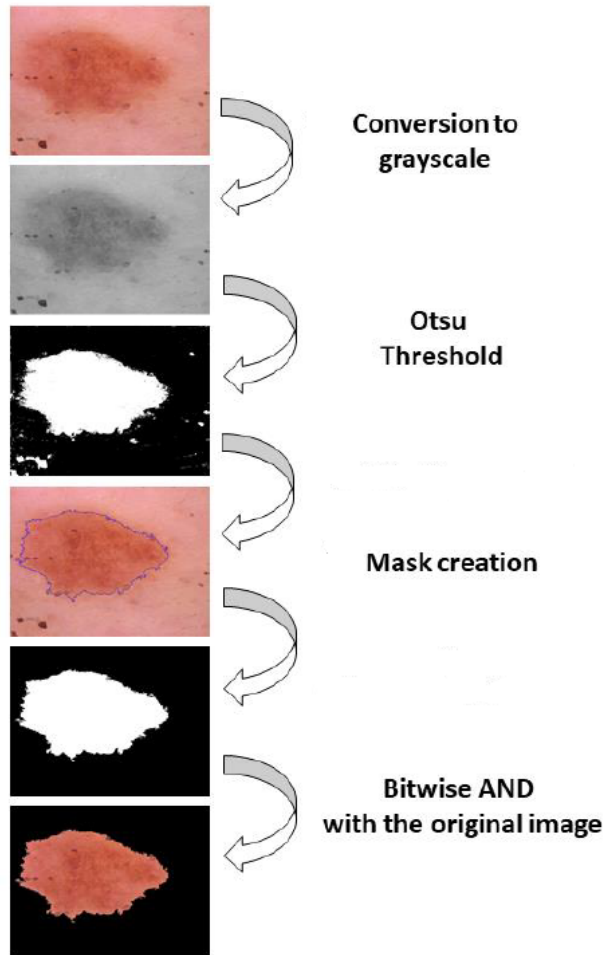 Conversion to
grayscale
Otsu
Threshold
Mask creation
Bitwise AND
with the original image